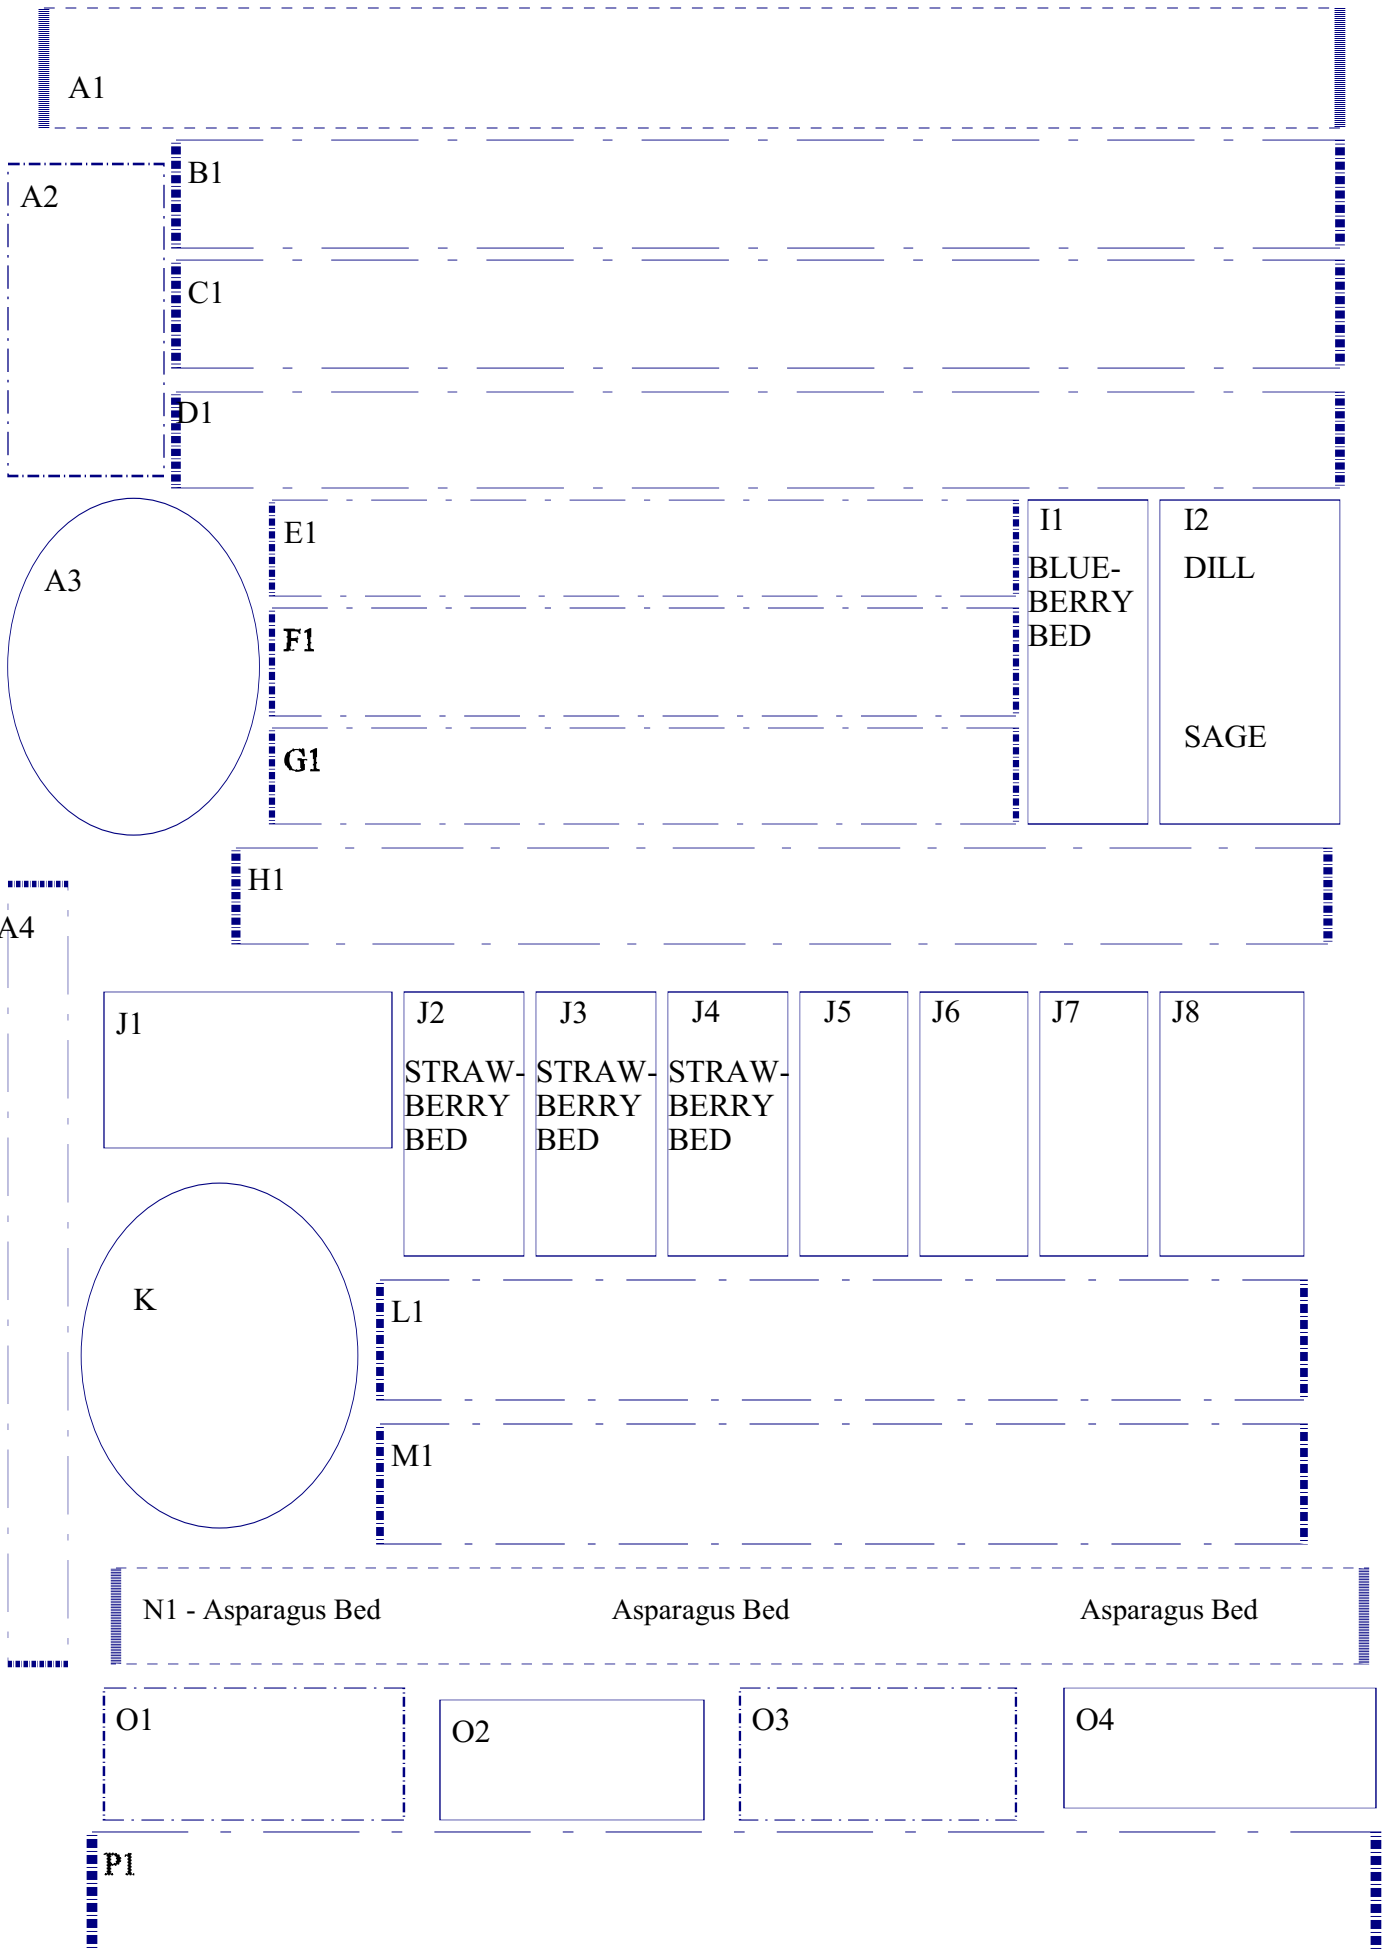 A1
B1
A2
C1
D1
E1
I1
I2
BLUE-
BERRY
BED
DILL
A3
F1
SAGE
G1
H1
A4
J1
J2
J3
J4
J5
J6
J7
J8
STRAW-
BERRY
BED
STRAW-
BERRY
BED
STRAW-
BERRY
BED
K
L1
M1
N1 - Asparagus Bed
Asparagus Bed
Asparagus Bed
O1
O2
O3
O4
P1